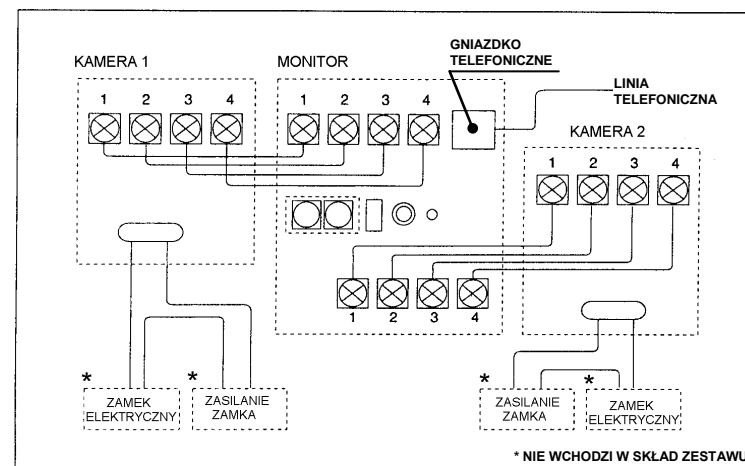 KAMERA 1
MONITOR
GNIAZDKO
TELEFONICZNE
LINIA
TELEFONICZNA
1 2 3 4
1 2 3 4
KAMERA 2
1 2 3 4
1 2 3 4
*
ZAMEK
ELEKTRYCZNY
*
ZASILANIE
ZAMKA
*
ZASILANIE
ZAMKA
*
ZAMEK
ELEKTRYCZNY
* NIE WCHODZI W SKŁAD ZESTAWU